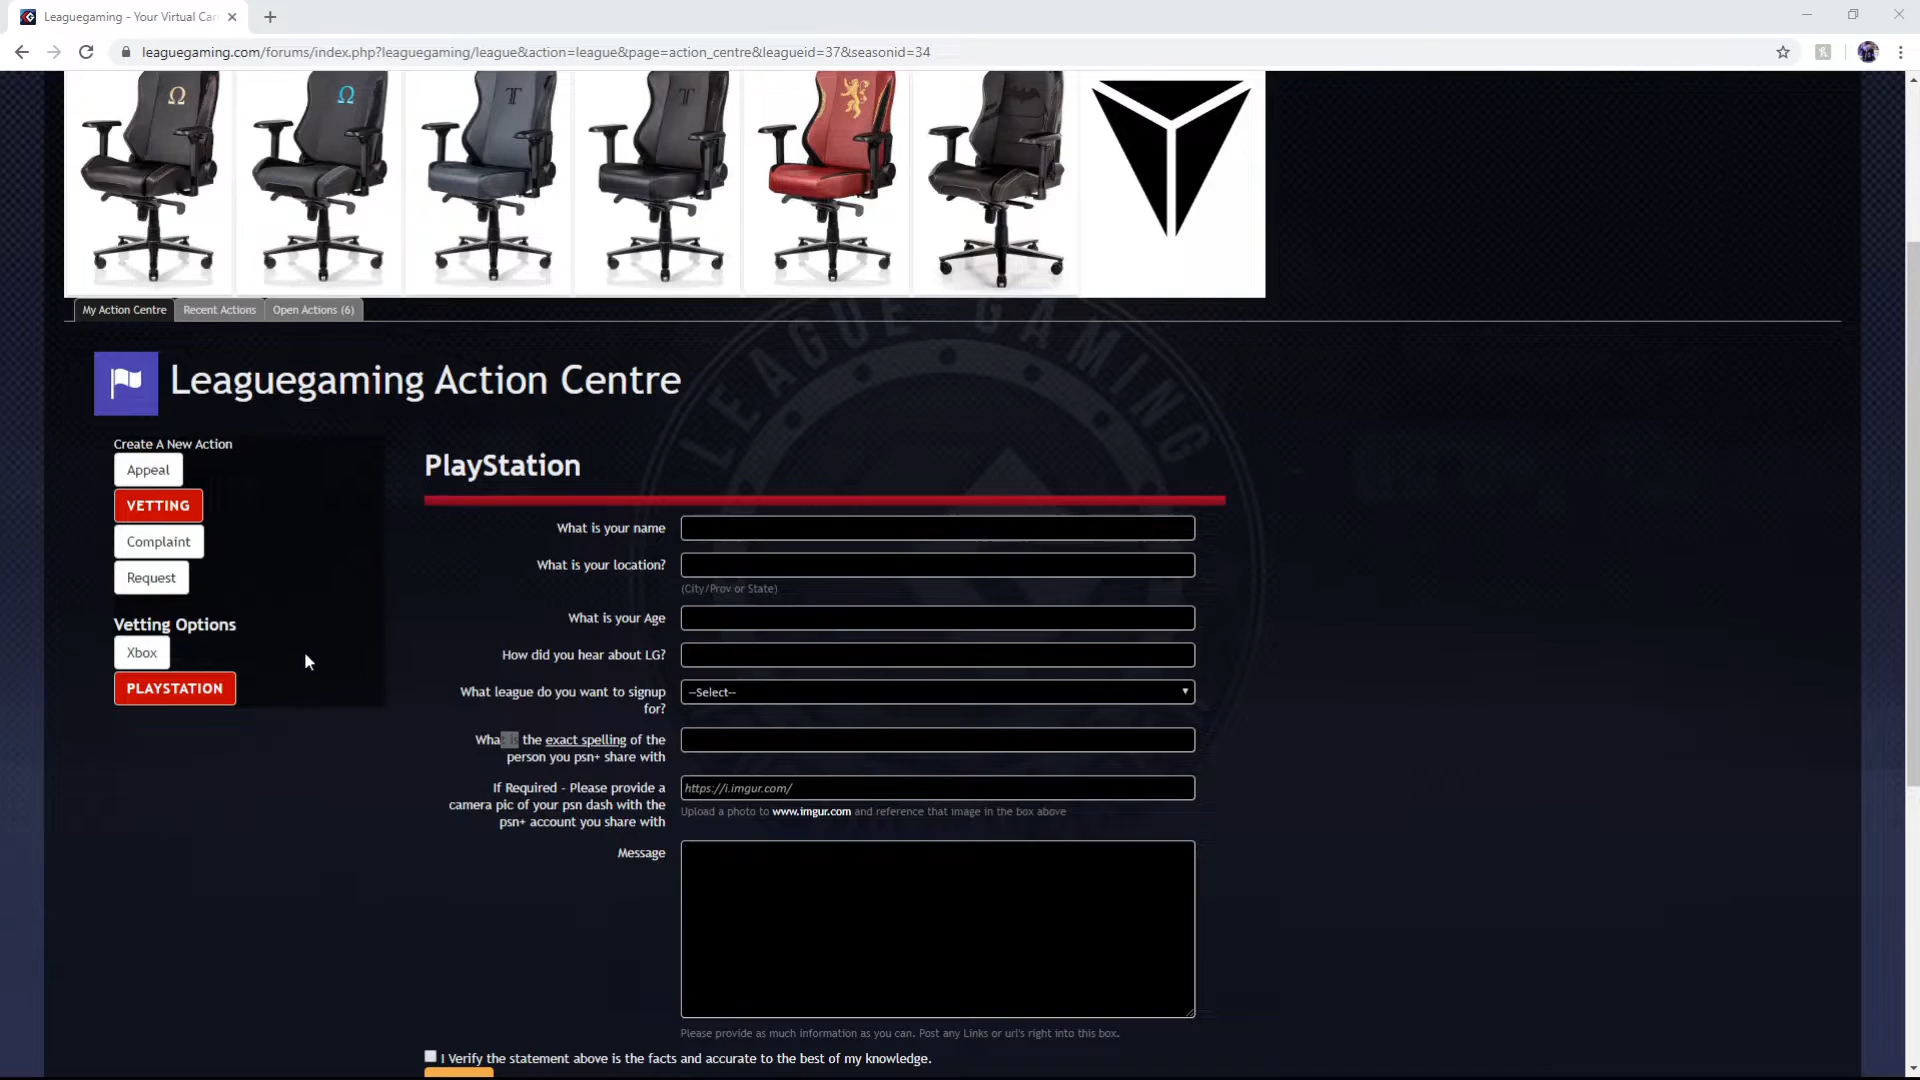 Leaguegaming - Your Virtual Car
leaguegaming.com/forums/index.php?leaguegaming/league&action=league&page=action_centre&leagueid=37&seasonid=34
Ω
Ω
T
T
My Action Centre
Recent Actions
Open Actions (6)
LEAGUE GAMING
Leaguegaming Action Centre
Create A New Action
Appeal
VETTING
Complaint
Request
Vetting Options
Xbox
PLAYSTATION
PlayStation
What is your name
What is your location?
(City/Prov or State)
What is your Age
How did you hear about LG?
What league do you want to signup
for?
--Select--
What is the exact spelling of the
person you psn+ share with
If Required - Please provide a
camera pic of your psn dash with the
psn+ account you share with
https://i.imgur.com/
Upload a photo to www.imgur.com and reference that image in the box above
Message
Please provide as much information as you can. Post any Links or url's right into this box.
I Verify the statement above is the facts and accurate to the best of my knowledge.